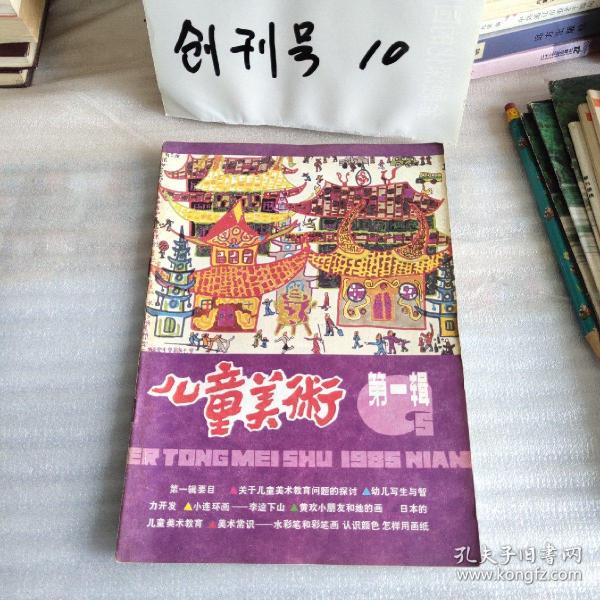 创刊号 10
儿童美術
第一辑
ER TONG MEI SHU 1985 NIAN
第一辑要目 ▲关于儿童美术教育问题的探讨 ▲幼儿写生与智
力开发 ▲小连环画——李逵下山 ▲黄欢小朋友和她的画 日本的
儿童美术教育 ▲美术常识——水彩笔和彩笔画 认识颜色 怎样用画纸
孔夫子旧书网
www.kongfz.com